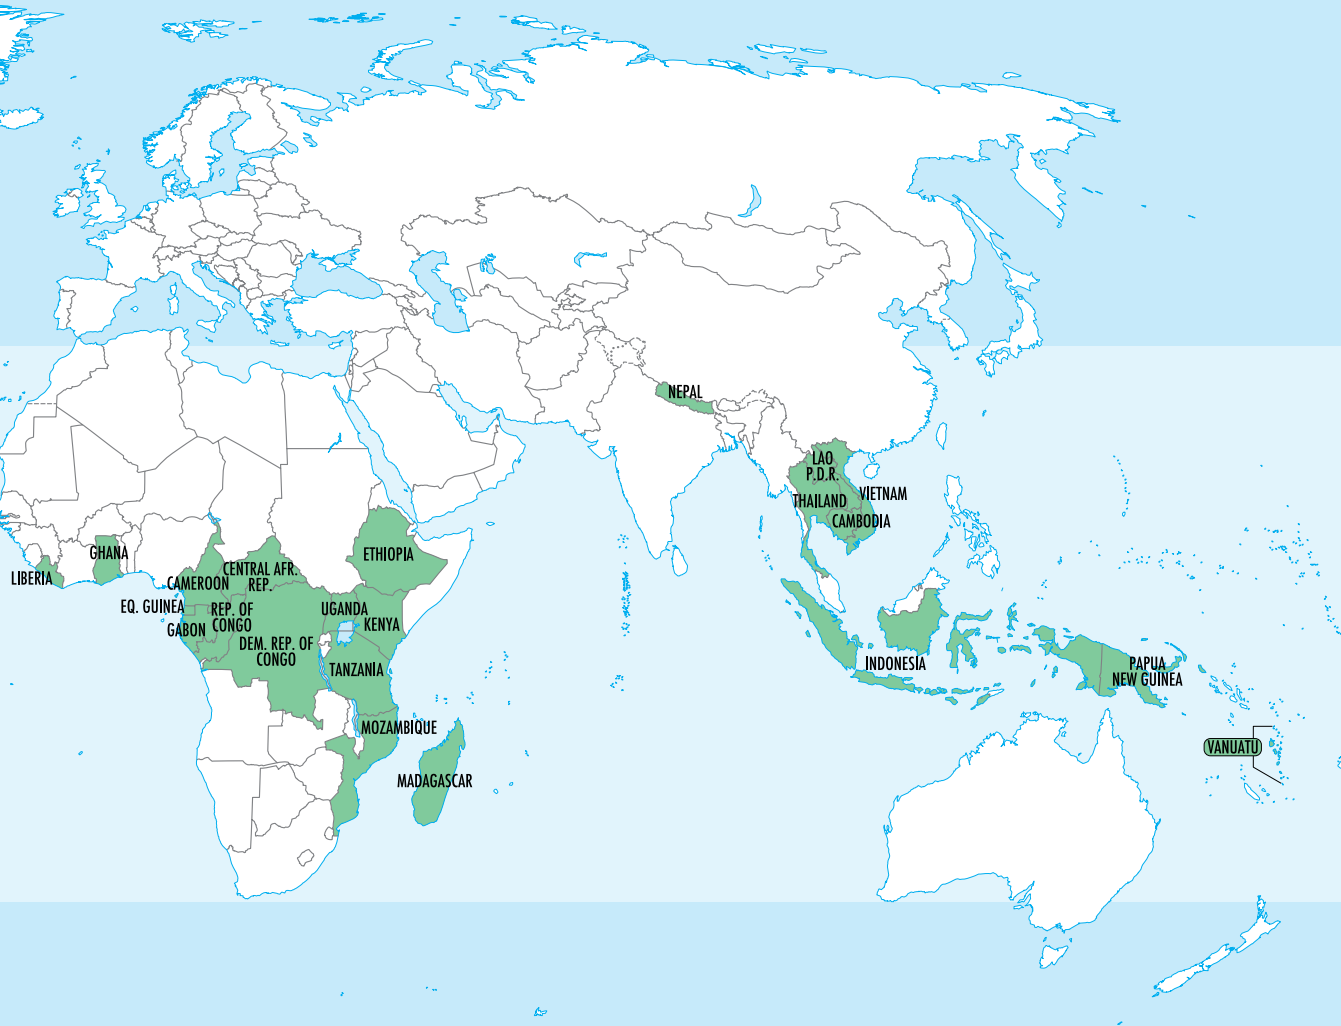 NEPAL
LAO
P.D.R.
THAILAND
VIETNAM
CAMBODIA
GHANA
LIBERIA
ETHIOPIA
CENTRAL AFR.
REP.
CAMEROON
EQ. GUINEA
REP. OF
CONGO
GABON
UGANDA
KENYA
DEM. REP. OF
CONGO
TANZANIA
MOZAMBIQUE
MADAGASCAR
INDONESIA
PAPUA
NEW GUINEA
VANUATU